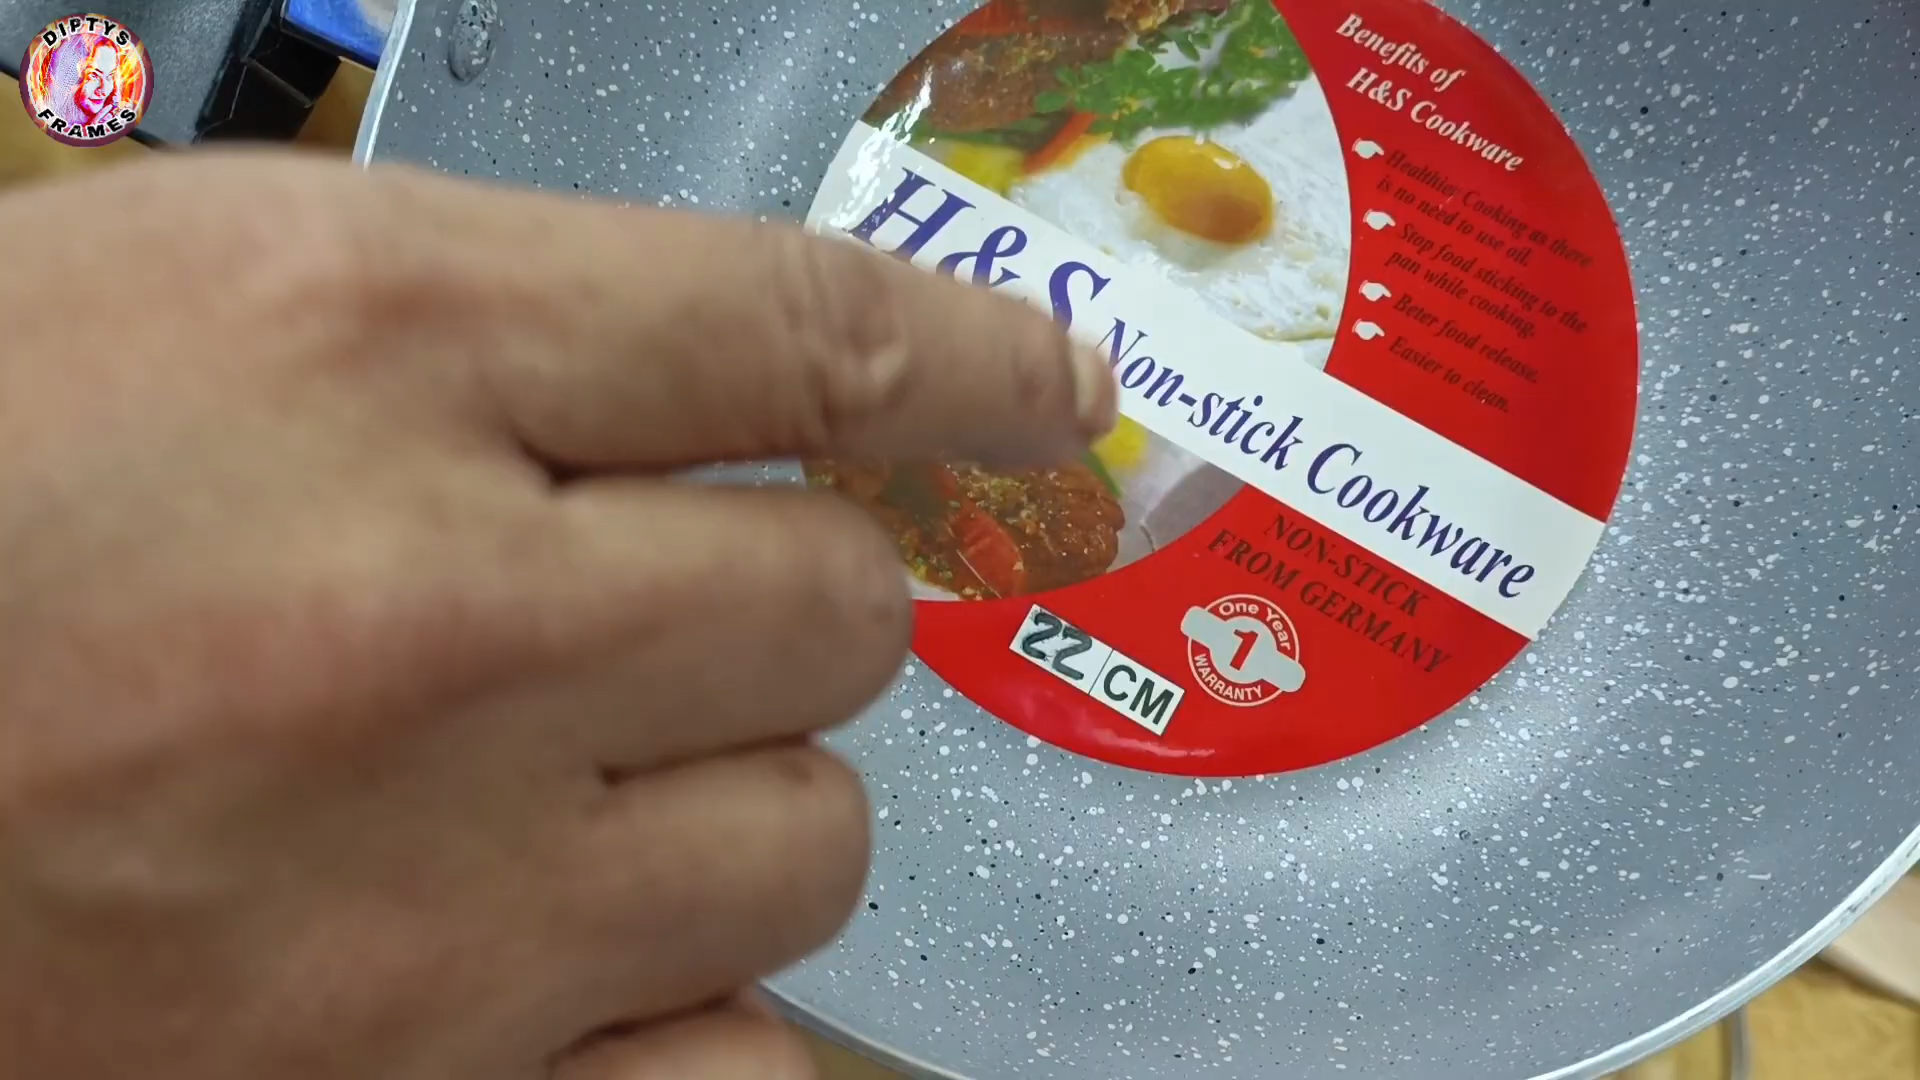 DIPTYS
FRAMES
Benefits of
H&S Cookware
Healthier Cooking as there
is no need to use oil.
Stop food sticking to the
pan while cooking.
Beter food release.
Easier to clean.
H&S Non-stick Cookware
NON-STICK
FROM GERMANY
22 CM
One Year
1
WARRANTY